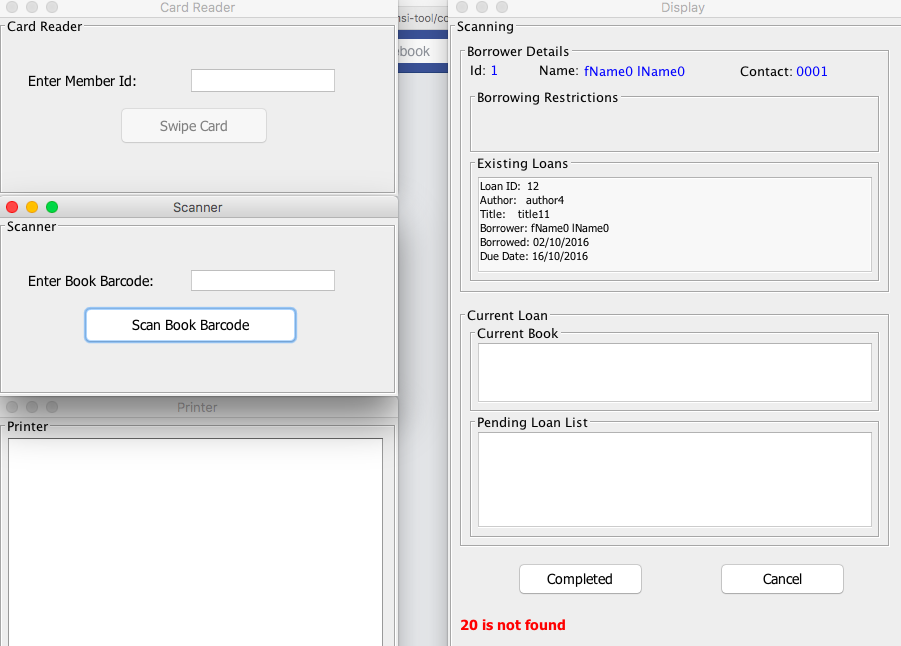 Card Reader
Card Reader
Enter Member Id:
Swipe Card
Scanner
Scanner
Enter Book Barcode:
Scan Book Barcode
Printer
Printer
nsi-tool/co
ebook
Display
Scanning
Borrower Details
Id: 1 Name: fName0 lName0 Contact: 0001
Borrowing Restrictions
Existing Loans
Loan ID: 12
Author: author4
Title: title11
Borrower: fName0 lName0
Borrowed: 02/10/2016
Due Date: 16/10/2016
Current Loan
Current Book
Pending Loan List
Completed Cancel
20 is not found